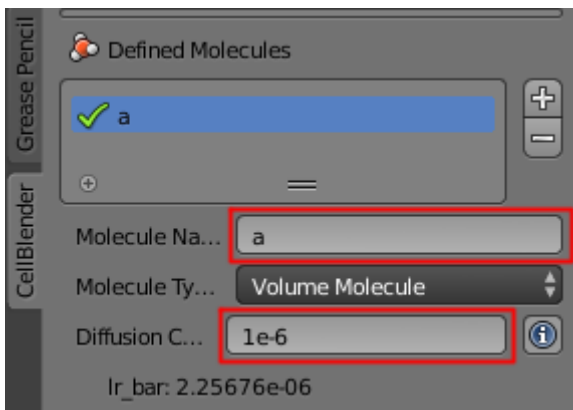 Grease Pencil
CellBlender
Defined Molecules
a
Molecule Na... a
Molecule Ty... Volume Molecule
Diffusion C... 1e-6
lr_bar: 2.25676e-06